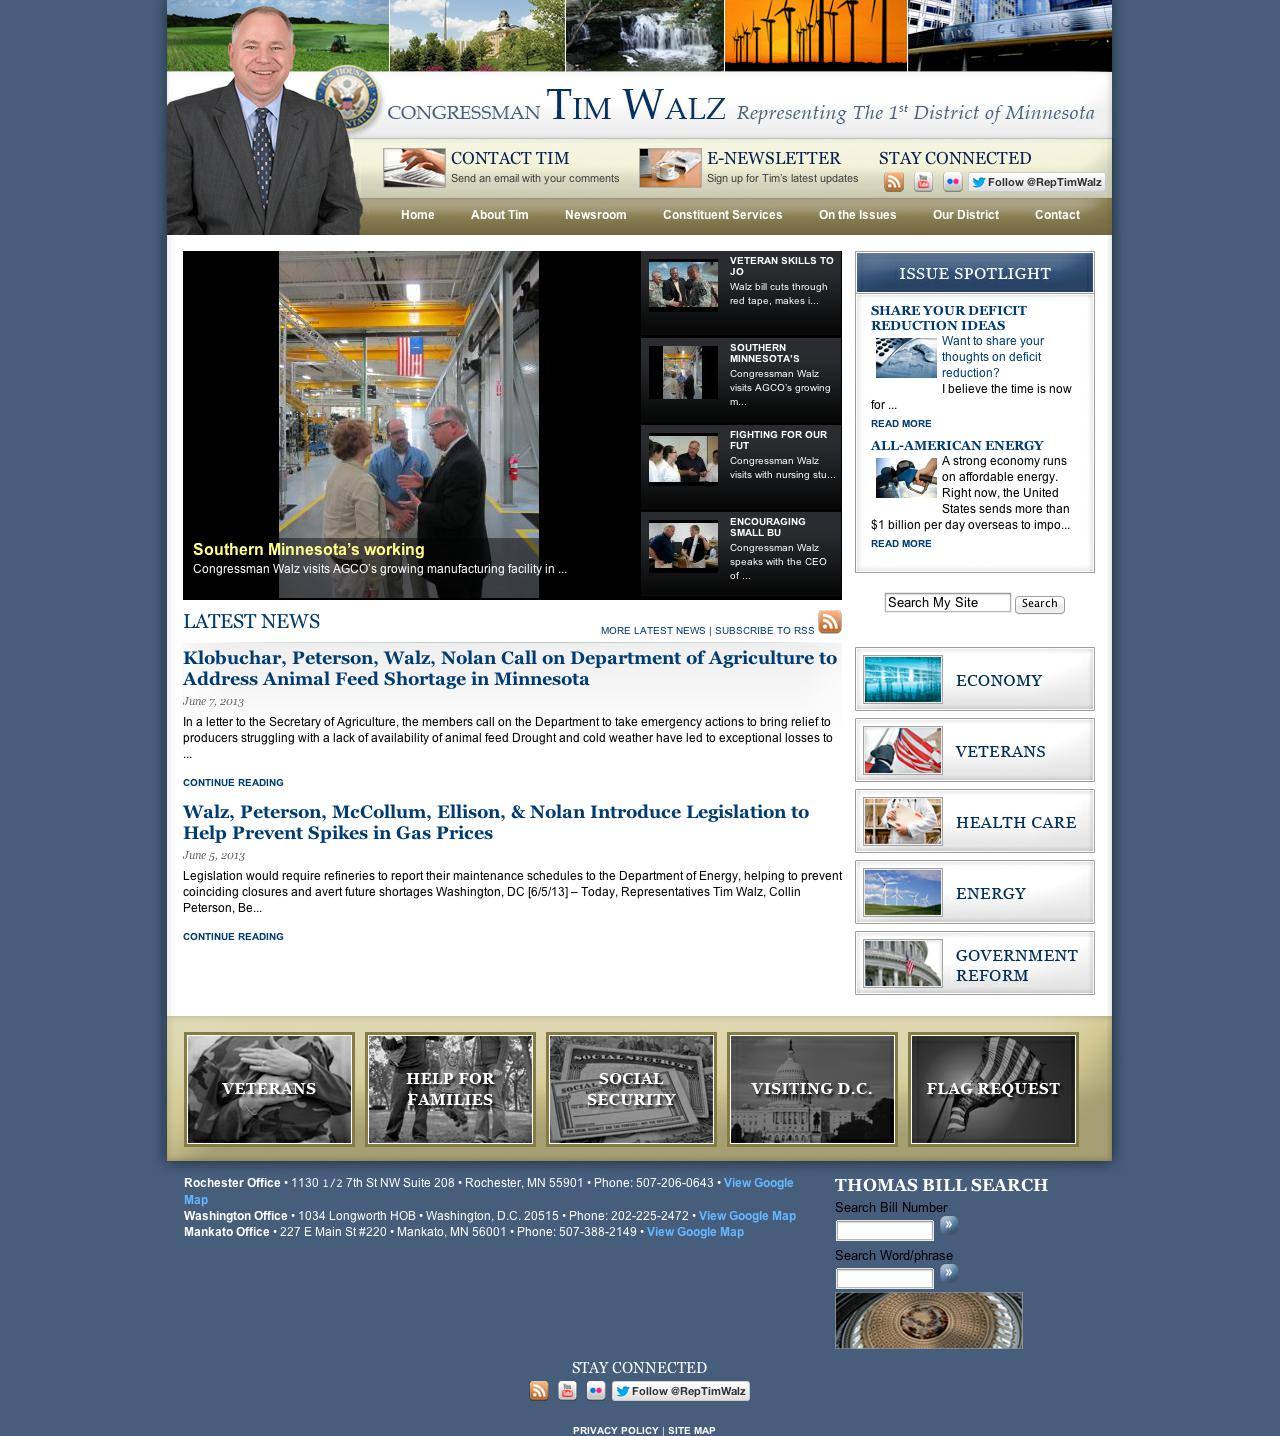 CONGRESSMAN TIM WALZ Representing The 1st District of Minnesota
CONTACT TIM
Send an email with your comments
E-NEWSLETTER
Sign up for Tim's latest updates
STAY CONNECTED
Follow @RepTimWalz
Home About Tim Newsroom Constituent Services On the Issues Our District Contact
Southern Minnesota's working
Congressman Walz visits AGCO's growing manufacturing facility in ...
VETERAN SKILLS TO
JO
Walz bill cuts through
red tape, makes i...
SOUTHERN
MINNESOTA'S
Congressman Walz
visits AGCO's growing
m...
FIGHTING FOR OUR
FUT
Congressman Walz
visits with nursing stu...
ENCOURAGING
SMALL BU
Congressman Walz
speaks with the CEO
of ...
ISSUE SPOTLIGHT
SHARE YOUR DEFICIT
REDUCTION IDEAS
Want to share your
thoughts on deficit
reduction?
I believe the time is now
for ...
READ MORE
ALL-AMERICAN ENERGY
A strong economy runs
on affordable energy.
Right now, the United
States sends more than
$1 billion per day overseas to impo...
READ MORE
Search My Site Search
LATEST NEWS
MORE LATEST NEWS | SUBSCRIBE TO RSS
Klobuchar, Peterson, Walz, Nolan Call on Department of Agriculture to
Address Animal Feed Shortage in Minnesota
June 7, 2013
In a letter to the Secretary of Agriculture, the members call on the Department to take emergency actions to bring relief to
producers struggling with a lack of availability of animal feed Drought and cold weather have led to exceptional losses to
...
CONTINUE READING
Walz, Peterson, McCollum, Ellison, & Nolan Introduce Legislation to
Help Prevent Spikes in Gas Prices
June 5, 2013
Legislation would require refineries to report their maintenance schedules to the Department of Energy, helping to prevent
coinciding closures and avert future shortages Washington, DC [6/5/13] – Today, Representatives Tim Walz, Collin
Peterson, Be...
CONTINUE READING
ECONOMY
VETERANS
HEALTH CARE
ENERGY
GOVERNMENT
REFORM
VETERANS
HELP FOR
FAMILIES
SOCIAL SECURITY
SOCIAL
SECURITY
VISITING D.C.
FLAG REQUEST
Rochester Office • 1130 1/2 7th St NW Suite 208 • Rochester, MN 55901 • Phone: 507-206-0643 • View Google
Map
Washington Office • 1034 Longworth HOB • Washington, D.C. 20515 • Phone: 202-225-2472 • View Google Map
Mankato Office • 227 E Main St #220 • Mankato, MN 56001 • Phone: 507-388-2149 • View Google Map
THOMAS BILL SEARCH
Search Bill Number
»
Search Word/phrase
»
STAY CONNECTED
Follow @RepTimWalz
PRIVACY POLICY | SITE MAP